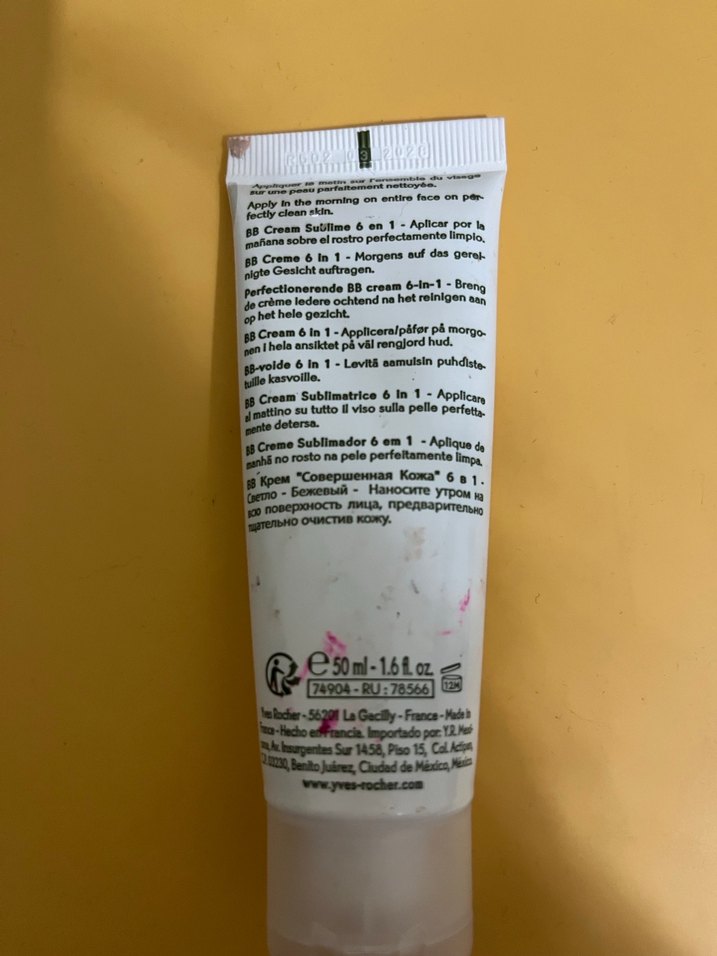 R602 03 2020
Appliquer le matin sur l'ensemble du visage
sur une peau parfaitement nettoyée.
Apply in the morning on entire face on per-
fectly clean skin.
BB Cream Sublime 6 en 1 - Aplicar por la
mañana sobre el rostro perfectamente limpio.
BB Creme 6 in 1 - Morgens auf das gerei-
nigte Gesicht auftragen.
Perfectionerende BB cream 6-in-1 - Breng
de crème iedere ochtend na het reinigen aan
op het hele gezicht.
BB Cream 6 in 1 - Applicera/påfør på morgo-
nen i hela ansiktet på väl rengjord hud.
BB-voide 6 in 1 - Levitä aamuisin puhdiste-
tuille kasvoille.
BB Cream Sublimatrice 6 in 1 - Applicare
al mattino su tutto il viso sulla pelle perfetta-
mente detersa.
BB Creme Sublimador 6 em 1 - Aplique de
manhã no rosto na pele perfeitamente limpa.
BB Крем "Совершенная Кожа" 6 в 1 -
Светло - Бежевый - Наносите утром на
всю поверхность лица, предварительно
тщательно очистив кожу.
e 50 ml - 1.6 fl. oz.
74904 - RU : 78566
12M
Yves Rocher - 56201 La Gacilly - France - Made in
France - Hecho en Francia. Importado por: Y.R. Mexi-
cana, Av. Insurgentes Sur 1458, Piso 15, Col. Actipan,
C.P. 03230, Benito Juárez, Ciudad de México, México.
www.yves-rocher.com